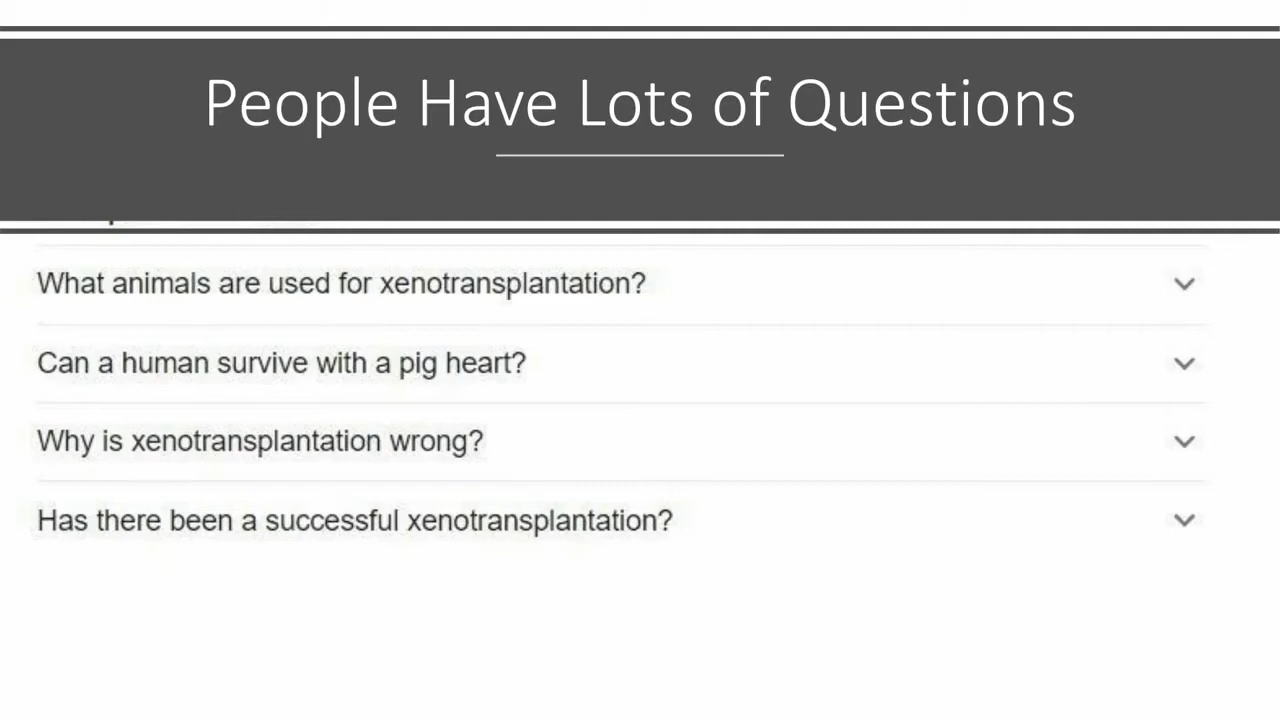 People Have Lots of Questions
What animals are used for xenotransplantation?
Can a human survive with a pig heart?
Why is xenotransplantation wrong?
Has there been a successful xenotransplantation?